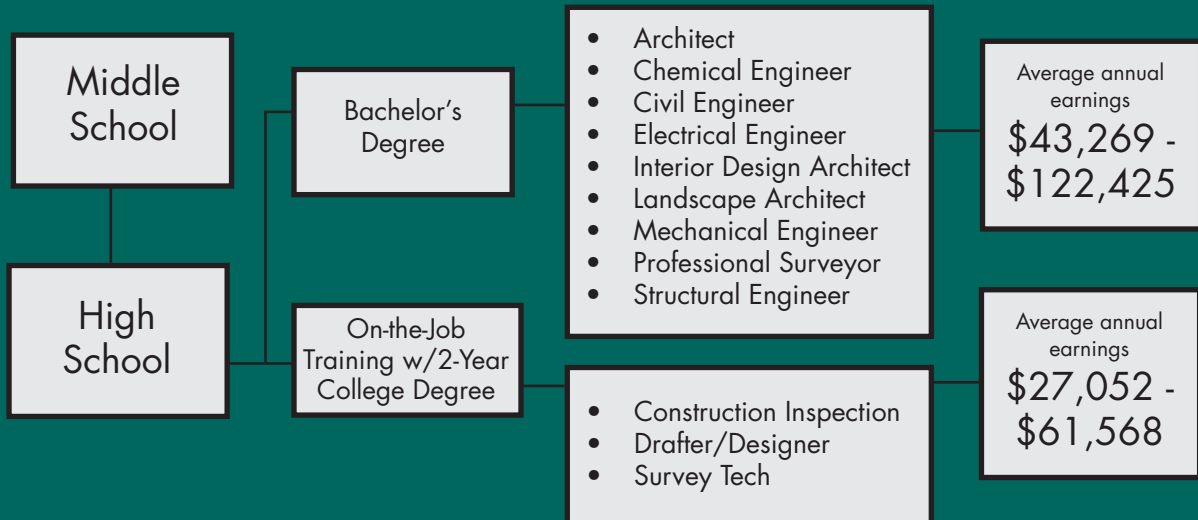 Middle
School
High
School
Bachelor's
Degree
On-the-Job
Training w/2-Year
College Degree
• Architect
• Chemical Engineer
• Civil Engineer
• Electrical Engineer
• Interior Design Architect
• Landscape Architect
• Mechanical Engineer
• Professional Surveyor
• Structural Engineer
Average annual
earnings
$43,269 -
$122,425
• Construction Inspection
• Drafter/Designer
• Survey Tech
Average annual
earnings
$27,052 -
$61,568